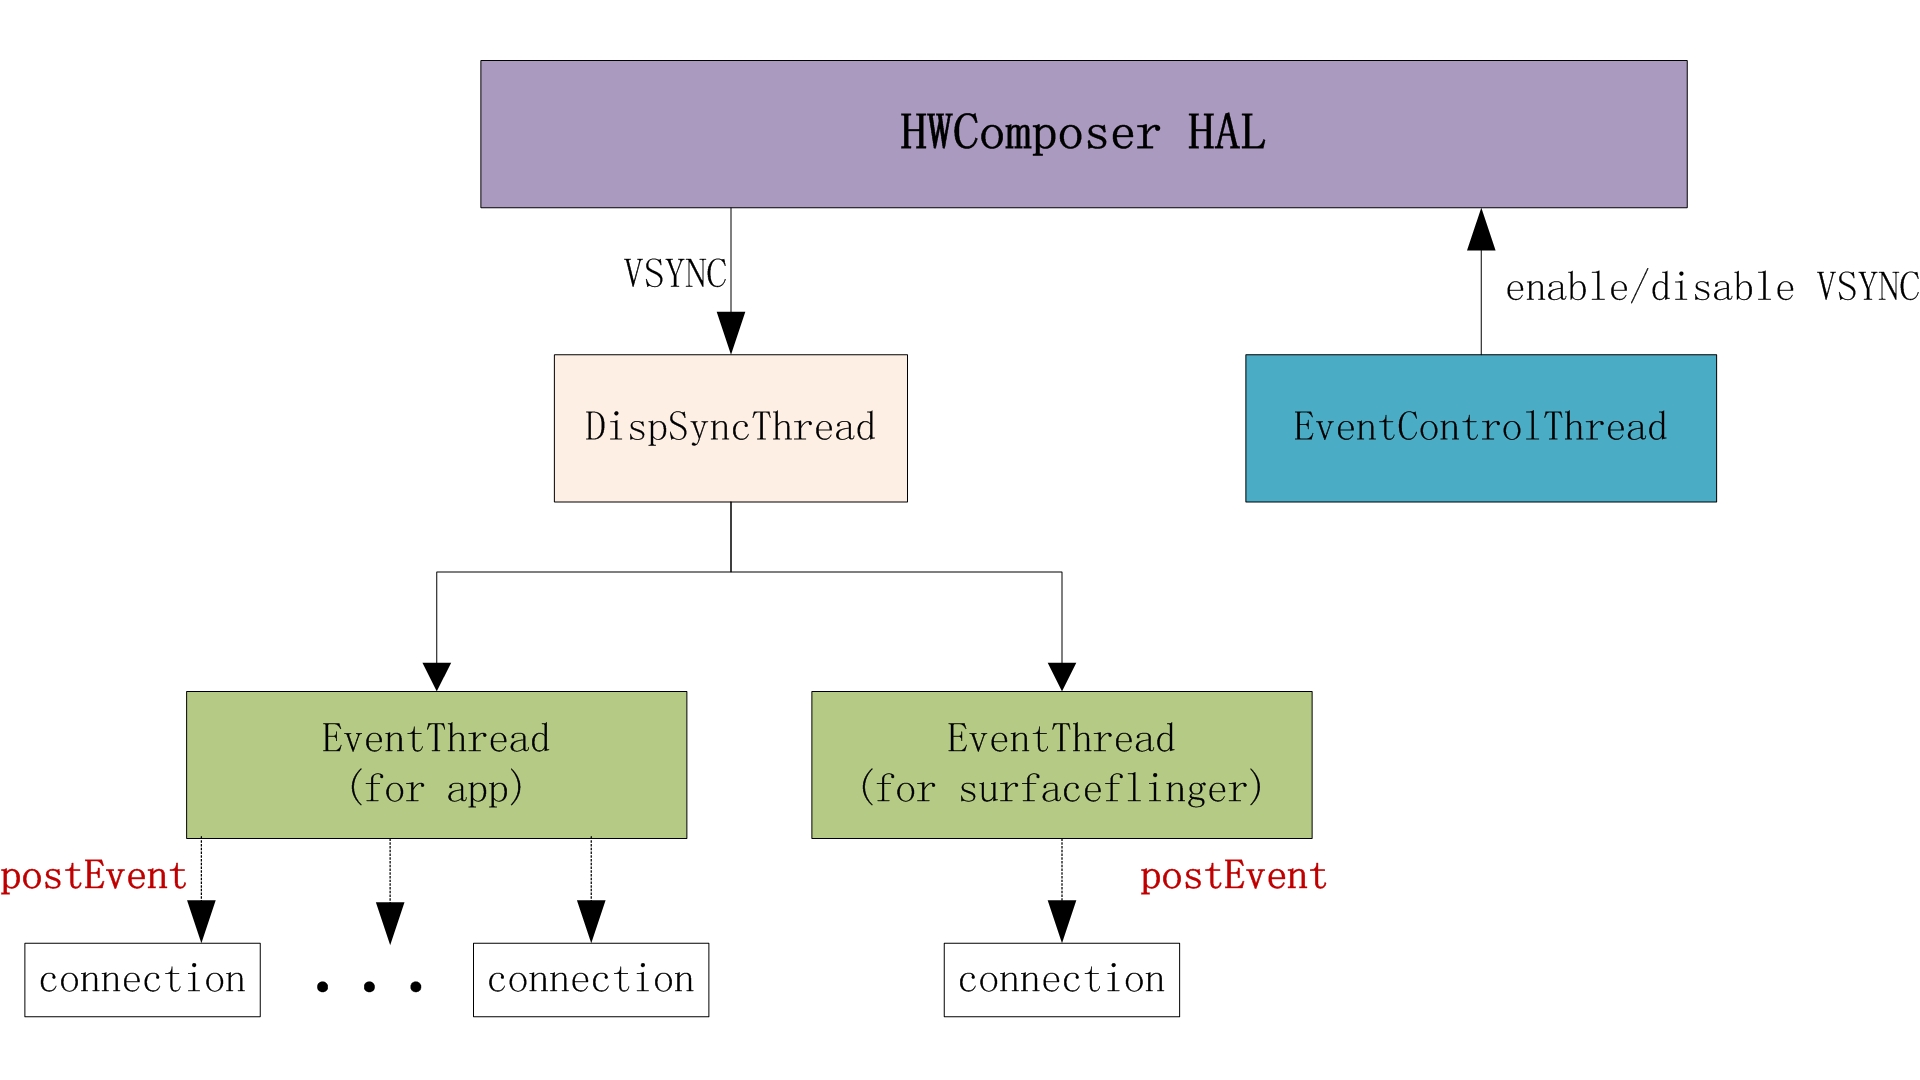 HWComposer HAL
VSYNC
enable/disable VSYNC
DispSyncThread
EventControlThread
EventThread
(for app)
EventThread
(for surfaceflinger)
postEvent
postEvent
connection
...
connection
connection